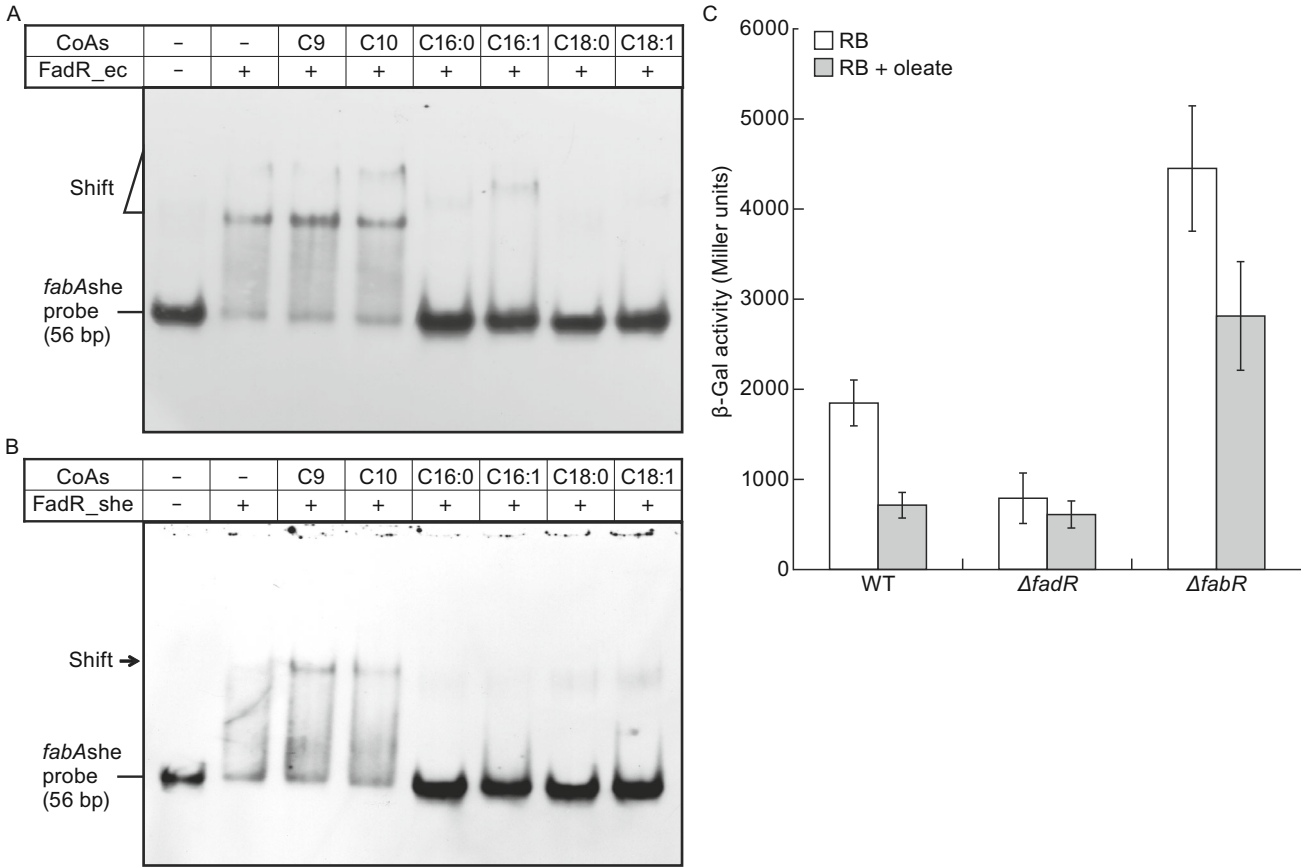 A
CoAs – – C9 C10 C16:0 C16:1 C18:0 C18:1
FadR_ec – + + + + + + +
Shift
fabAshe
probe
(56 bp)
B
CoAs – – C9 C10 C16:0 C16:1 C18:0 C18:1
FadR_she – + + + + + + +
Shift
fabAshe
probe
(56 bp)
C
β-Gal activity (Miller units)
6000
5000
4000
3000
2000
1000
0
RB
RB + oleate
WT ΔfadR ΔfabR